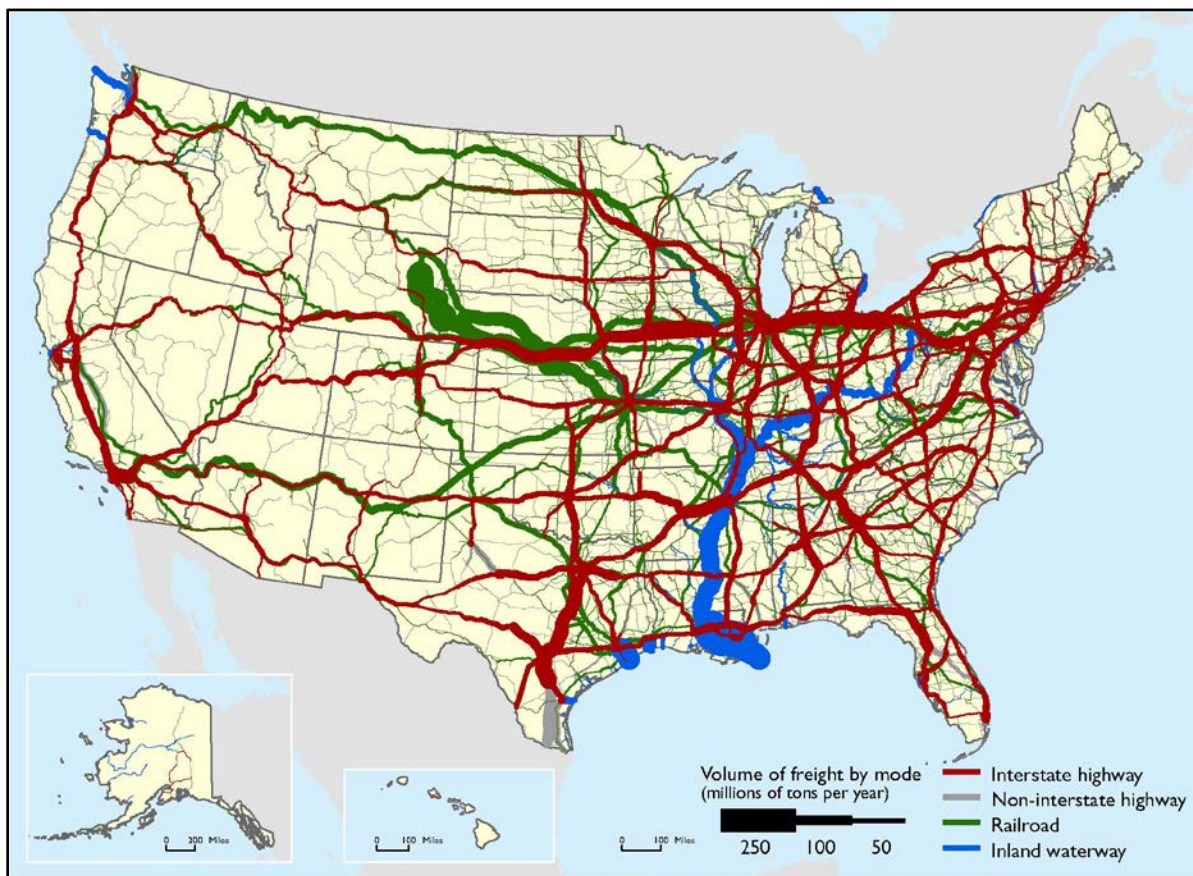 Volume of freight by mode
(millions of tons per year)
250 100 50
Interstate highway
Non-interstate highway
Railroad
Inland waterway
0 200 Miles
0 100 Miles
0 100 Miles